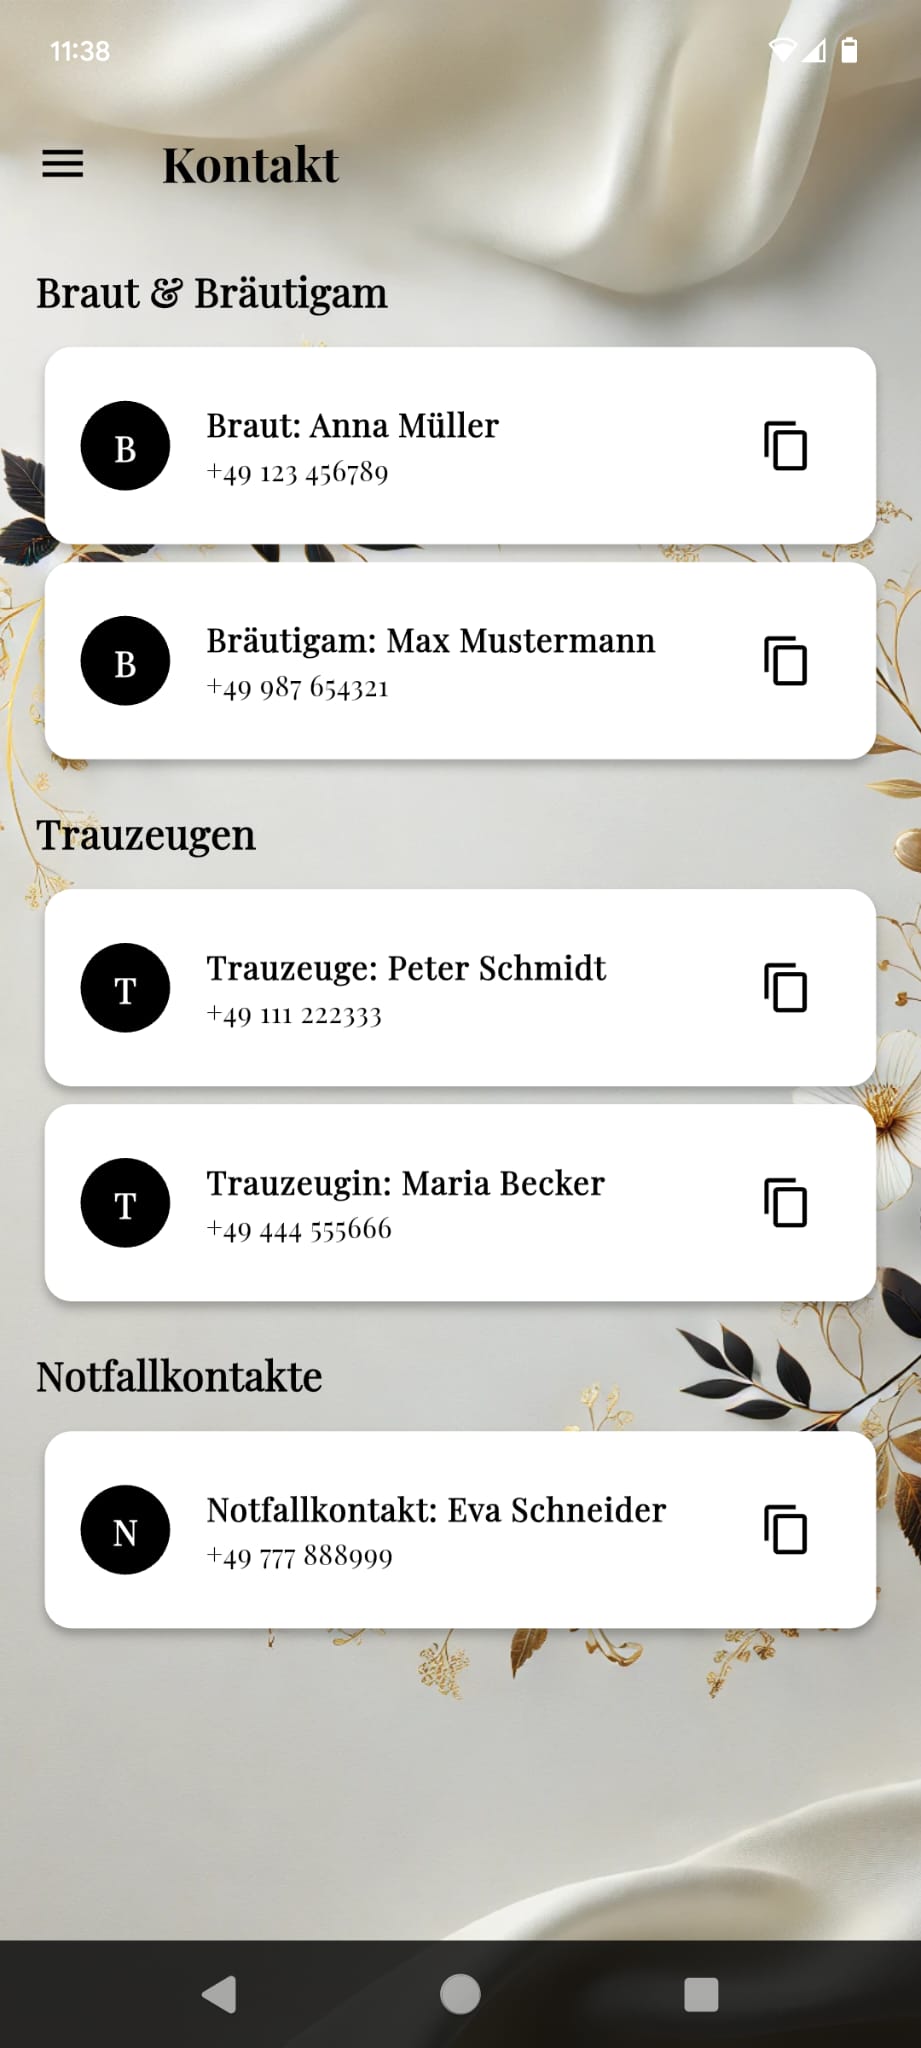 11:38
Kontakt
Braut & Bräutigam
B
Braut: Anna Müller
+49 123 456789
B
Bräutigam: Max Mustermann
+49 987 654321
Trauzeugen
T
Trauzeuge: Peter Schmidt
+49 111 222333
T
Trauzeugin: Maria Becker
+49 444 555666
Notfallkontakte
N
Notfallkontakt: Eva Schneider
+49 777 888999